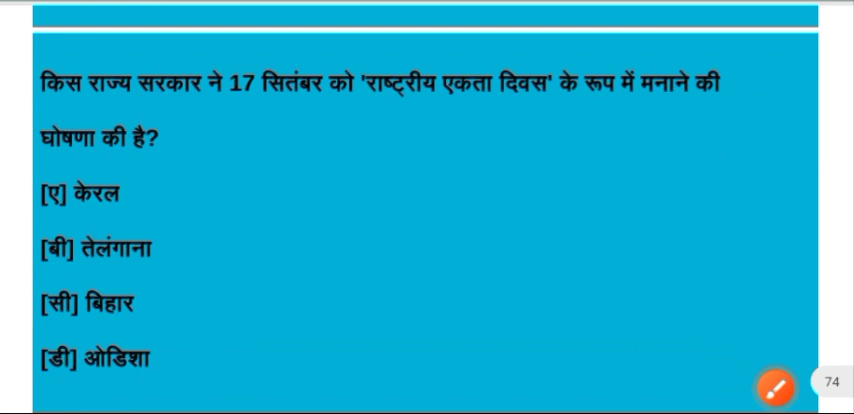 किस राज्य सरकार ने 17 सितंबर को 'राष्ट्रीय एकता दिवस' के रूप में मनाने की
घोषणा की है?
[ए] केरल
[बी] तेलंगाना
[सी] बिहार
[डी] ओडिशा
74